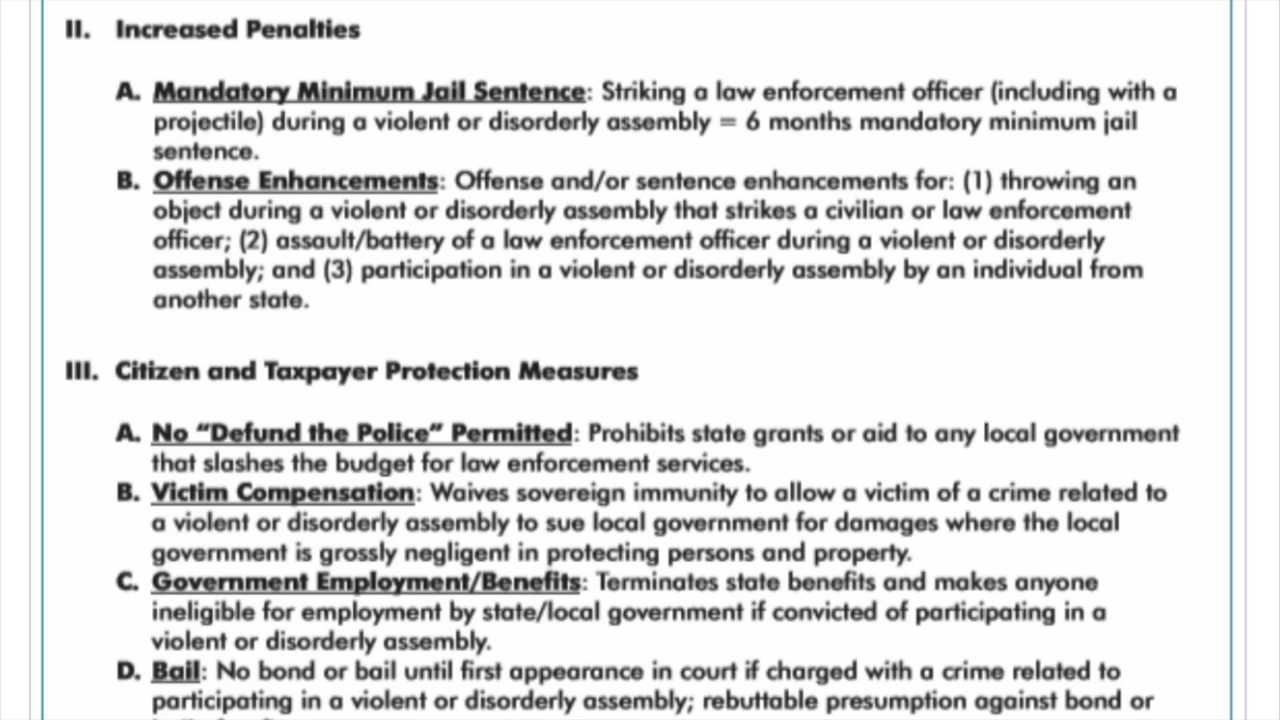 II. Increased Penalties
A. Mandatory Minimum Jail Sentence: Striking a law enforcement officer (including with a
projectile) during a violent or disorderly assembly = 6 months mandatory minimum jail
sentence.
B. Offense Enhancements: Offense and/or sentence enhancements for: (1) throwing an
object during a violent or disorderly assembly that strikes a civilian or law enforcement
officer; (2) assault/battery of a law enforcement officer during a violent or disorderly
assembly; and (3) participation in a violent or disorderly assembly by an individual from
another state.
III. Citizen and Taxpayer Protection Measures
A. No “Defund the Police” Permitted: Prohibits state grants or aid to any local government
that slashes the budget for law enforcement services.
B. Victim Compensation: Waives sovereign immunity to allow a victim of a crime related to
a violent or disorderly assembly to sue local government for damages where the local
government is grossly negligent in protecting persons and property.
C. Government Employment/Benefits: Terminates state benefits and makes anyone
ineligible for employment by state/local government if convicted of participating in a
violent or disorderly assembly.
D. Bail: No bond or bail until first appearance in court if charged with a crime related to
participating in a violent or disorderly assembly; rebuttable presumption against bond or